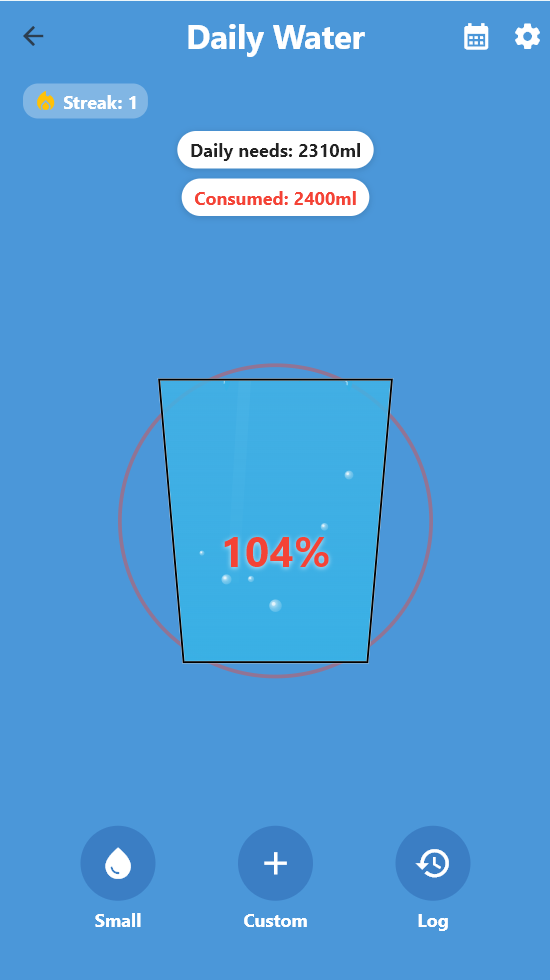 Daily Water
Streak: 1
Daily needs: 2310ml
Consumed: 2400ml
104%
Small
Custom
Log